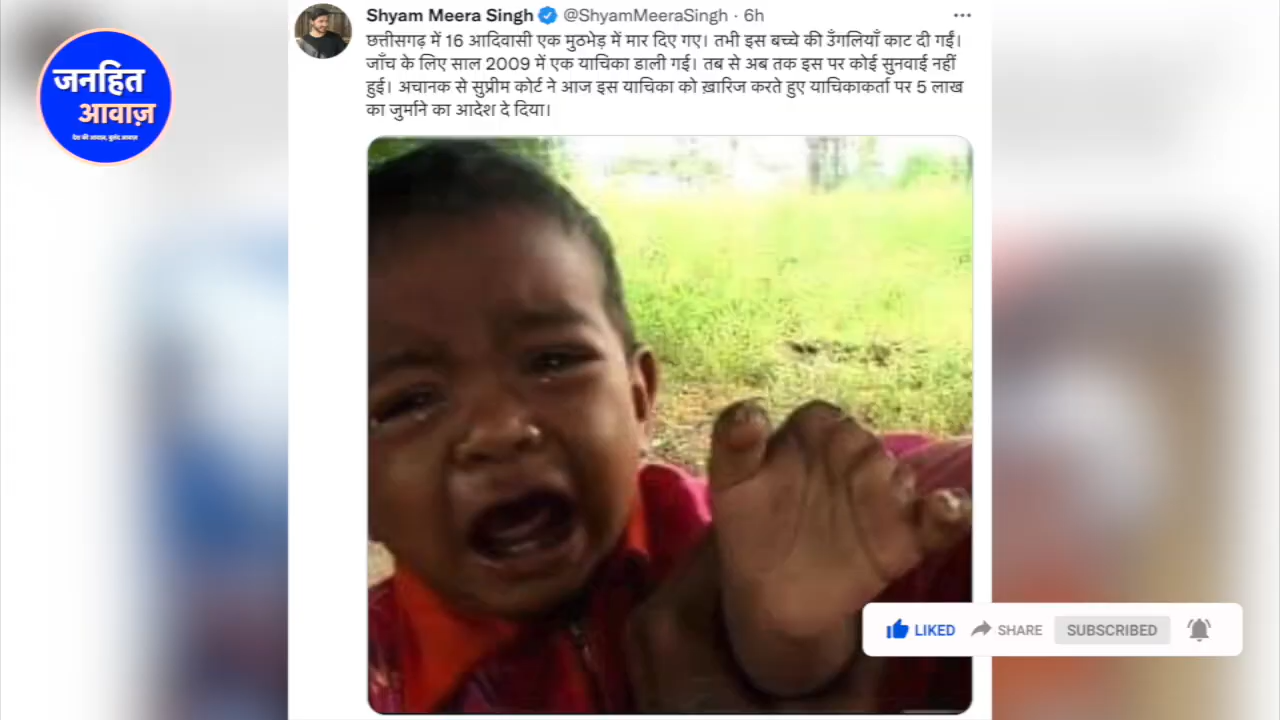 जनहित
आवाज़
देश की आवाज, बुलंद आवाज
Shyam Meera Singh @ShyamMeeraSingh · 6h
छत्तीसगढ़ में 16 आदिवासी एक मुठभेड़ में मार दिए गए। तभी इस बच्चे की उँगलियाँ काट दी गईं।
जाँच के लिए साल 2009 में एक याचिका डाली गई। तब से अब तक इस पर कोई सुनवाई नहीं
हुई। अचानक से सुप्रीम कोर्ट ने आज इस याचिका को ख़ारिज करते हुए याचिकाकर्ता पर 5 लाख
का जुर्माने का आदेश दे दिया।
LIKED SHARE SUBSCRIBED